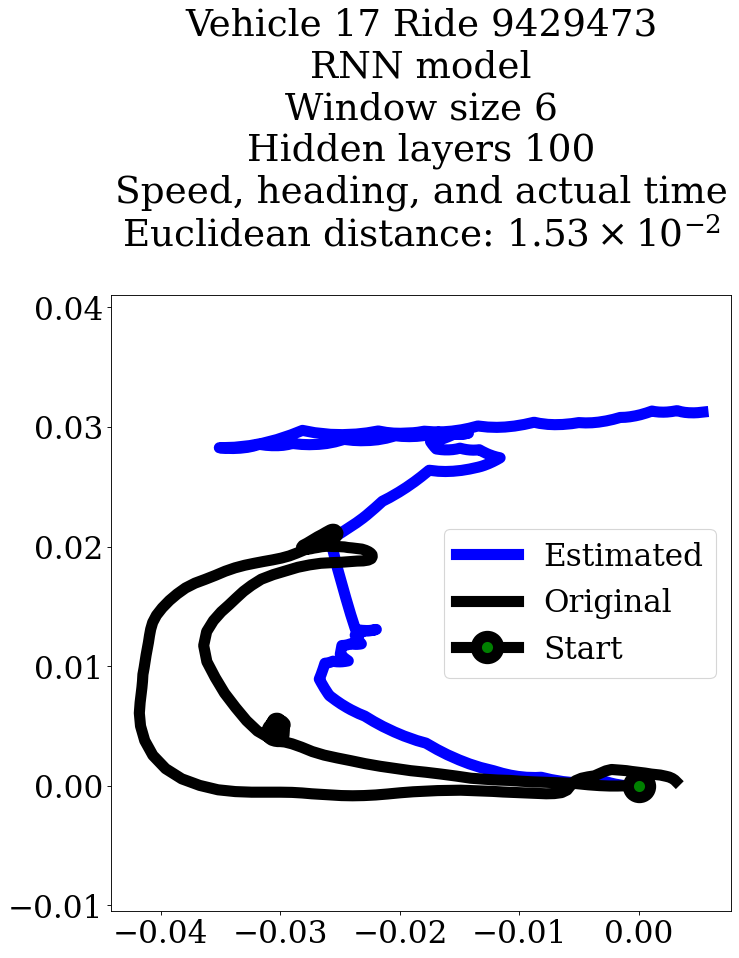 Vehicle 17 Ride 9429473
RNN model
Window size 6
Hidden layers 100
Speed, heading, and actual time
Euclidean distance: 1.53 × 10⁻²
0.04
0.03
0.02
0.01
0.00
−0.01
Estimated
Original
Start
−0.04 −0.03 −0.02 −0.01 0.00